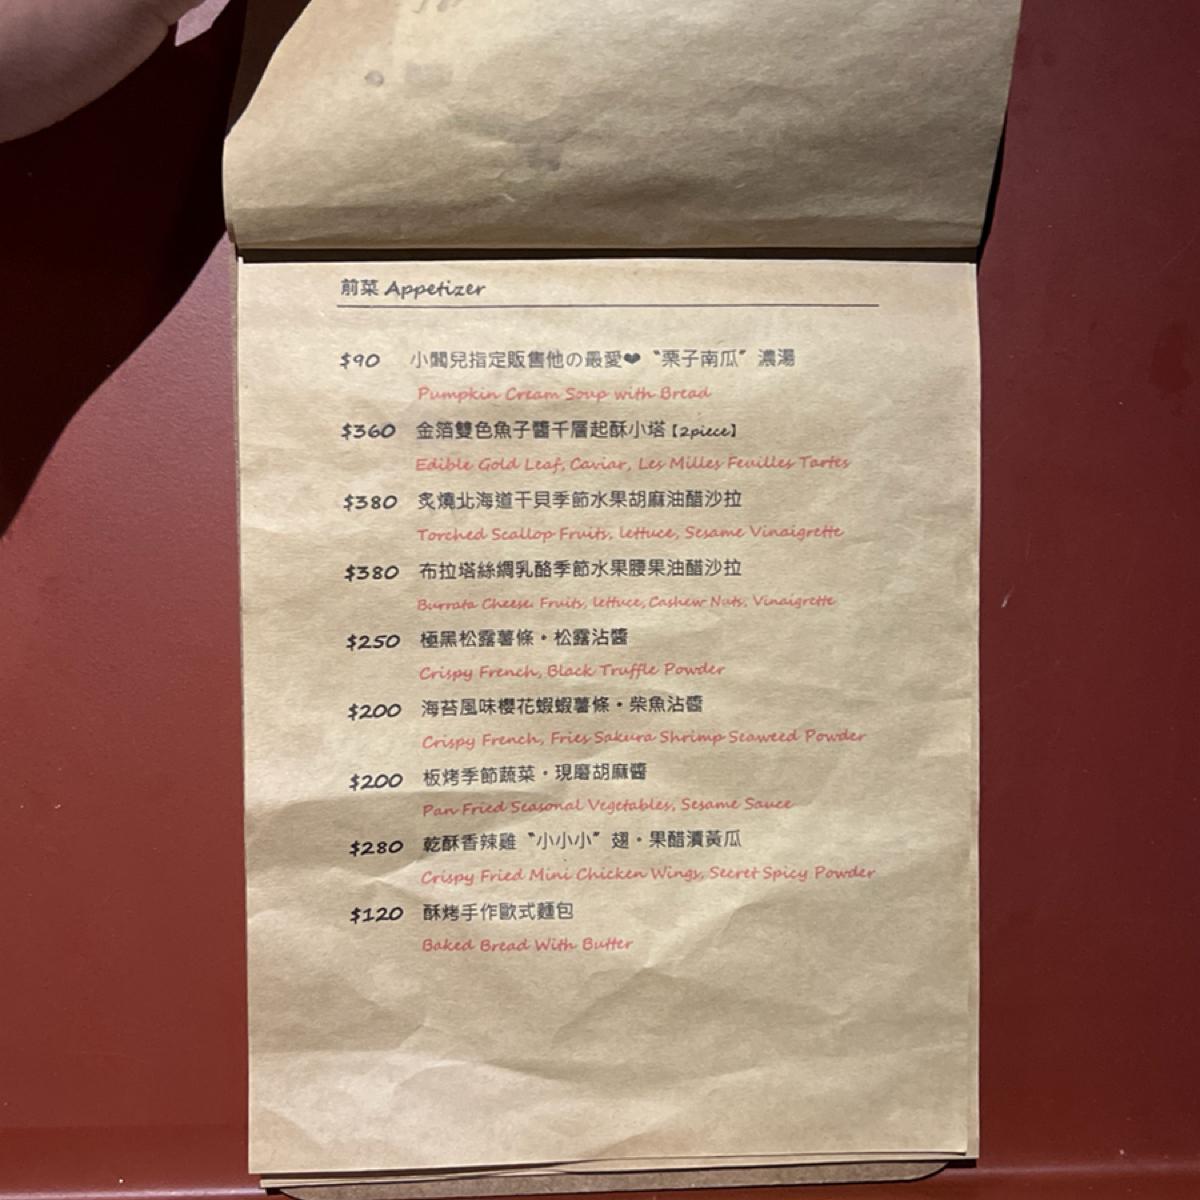 前菜 Appetizer
$90 小闆兒指定販售他の最愛❤〝栗子南瓜〞濃湯
Pumpkin Cream Soup with Bread
$360 金箔雙色魚子醬千層起酥小塔【2piece】
Edible Gold Leaf, Caviar, Les Milles Feuilles Tartes
$380 炙燒北海道干貝季節水果胡麻油醋沙拉
Torched Scallop Fruits, lettuce, Sesame Vinaigrette
$380 布拉塔絲綢乳酪季節水果腰果油醋沙拉
Burrata Cheese. Fruits, lettuce, Cashew Nuts, Vinaigrette
$250 極黑松露薯條・松露沾醬
Crispy French, Black Truffle Powder
$200 海苔風味櫻花蝦蝦薯條・柴魚沾醬
Crispy French, Fries Sakura Shrimp Seaweed Powder
$200 板烤季節蔬菜・現磨胡麻醬
Pan Fried Seasonal Vegetables, Sesame Sauce
$280 乾酥香辣雞〝小小小〞翅・果醋漬黃瓜
Crispy Fried Mini Chicken Wings, Secret Spicy Powder
$120 酥烤手作歐式麵包
Baked Bread With Butter